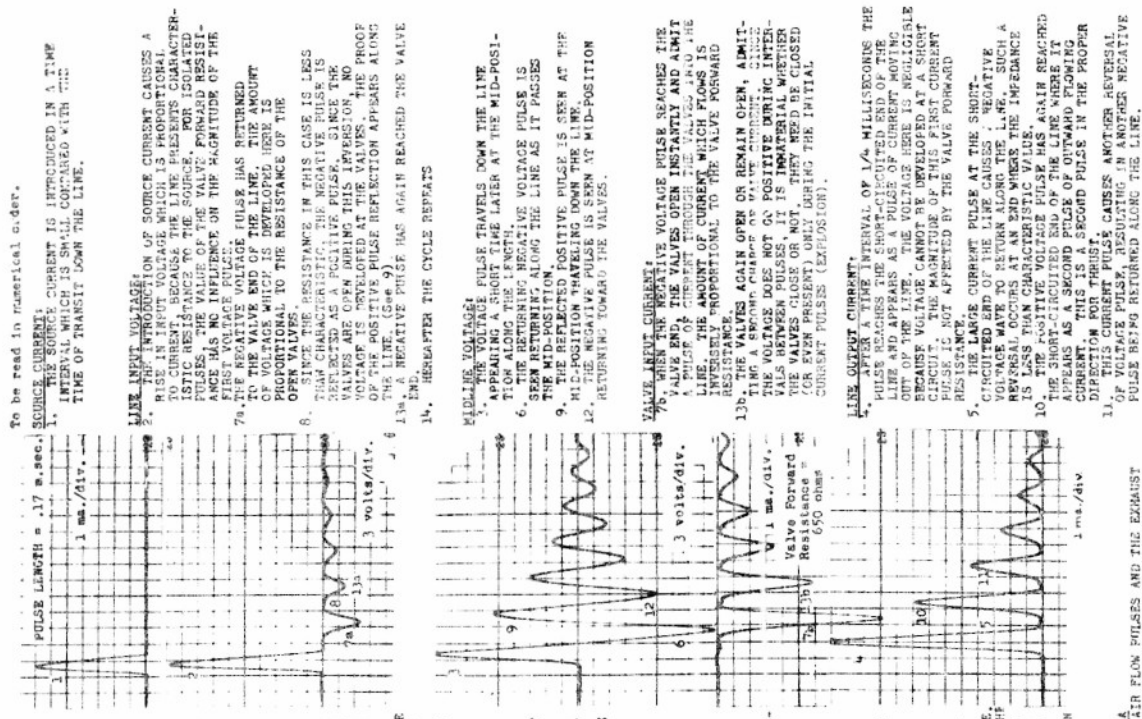 To be read in numerical order.
SOURCE CURRENT:
1. THE SOURCE CURRENT IS INTRODUCED IN A TIME
INTERVAL WHICH IS SMALL COMPARED WITH THE
TIME OF TRANSIT DOWN THE LINE.
LINE INPUT VOLTAGE:
2. THE INTRODUCTION OF SOURCE CURRENT CAUSES A
RISE IN INPUT VOLTAGE WHICH IS PROPORTIONAL
TO CURRENT BECAUSE THE LINE PRESENTS CHARACTER-
ISTIC RESISTANCE TO THE SOURCE. FOR ISOLATED
PULSES, THE VALUE OF THE VALVE FORWARD RESIST-
ANCE HAS NO INFLUENCE ON THE MAGNITUDE OF THE
FIRST VOLTAGE PULSE.
7a. THE NEGATIVE VOLTAGE PULSE HAS RETURNED
TO THE VALVE END OF THE LINE. THE AMOUNT
OF VOLTAGE WHICH IS DEVELOPED HERE IS
PROPORTIONAL TO THE RESISTANCE OF THE
OPEN VALVES.
8. SINCE THE RESISTANCE IN THIS CASE IS LESS
THAN CHARACTERISTIC, THE NEGATIVE PULSE IS
REFLECTED AS A POSITIVE PULSE. SINCE THE
VALVES ARE OPEN DURING THIS INVERSION, NO
VOLTAGE IS DEVELOPED AT THE VALVES. THE PROOF
OF THE POSITIVE PULSE REFLECTION APPEARS ALONG
THE LINE. (See 9).
13a. A NEGATIVE PULSE HAS AGAIN REACHED THE VALVE
END.
14. HEREAFTER THE CYCLE REPEATS
MIDLINE VOLTAGE:
3. THE VOLTAGE PULSE TRAVELS DOWN THE LINE
APPEARING A SHORT TIME LATER AT THE MID-POSI-
TION ALONG THE LENGTH.
6. THE RETURNING NEGATIVE VOLTAGE PULSE IS
SEEN RETURNING ALONG THE LINE AS IT PASSES
THE MID-POSITION.
9. THE REFLECTED POSITIVE PULSE IS SEEN AT THE
MID-POSITION TRAVELING DOWN THE LINE.
12. THE NEGATIVE PULSE IS SEEN AT MID-POSITION
RETURNING TOWARD THE VALVES.
VALVE INPUT CURRENT:
7b. WHEN THE NEGATIVE VOLTAGE PULSE REACHES THE
VALVE END, THE VALVES OPEN INSTANTLY AND ADMIT
A PULSE OF CURRENT THROUGH THE VALVES INTO THE
LINE. THE AMOUNT OF CURRENT WHICH FLOWS IS
INVERSELY PROPORTIONAL TO THE VALVE FORWARD
RESISTANCE.
13b. THE VALVES AGAIN OPEN OR REMAIN OPEN, ADMIT-
TING A SECOND CHARGE OF VALVE CURRENT. SINCE
THE VOLTAGE DOES NOT GO POSITIVE DURING INTER-
VALS BETWEEN PULSES, IT IS IMMATERIAL WHETHER
THE VALVES CLOSE OR NOT. THEY NEED BE CLOSED
(OR EVEN PRESENT) ONLY DURING THE INITIAL
CURRENT PULSES (EXPLOSION).
LINE OUTPUT CURRENT:
4. AFTER A TIME INTERVAL OF 1/4 MILLISECONDS THE
PULSE REACHES THE SHORT-CIRCUITED END OF THE
LINE AND APPEARS AS A PULSE OF CURRENT MOVING
OUT OF THE LINE. THE VOLTAGE HERE IS NEGLIGIBLE
BECAUSE VOLTAGE CANNOT BE DEVELOPED AT A SHORT
CIRCUIT. THE MAGNITUDE OF THIS FIRST CURRENT
PULSE IS NOT AFFECTED BY THE VALVE FORWARD
RESISTANCE.
5. THE LARGE CURRENT PULSE AT THE SHORT-
CIRCUITED END OF THE LINE CAUSES A NEGATIVE
VOLTAGE WAVE TO RETURN ALONG THE LINE. SUCH A
REVERSAL OCCURS AT AN END WHERE THE IMPEDANCE
IS LESS THAN CHARACTERISTIC VALUE.
10. THE POSITIVE VOLTAGE PULSE HAS AGAIN REACHED
THE SHORT-CIRCUITED END OF THE LINE WHERE IT
APPEARS AS A SECOND PULSE OF OUTWARD FLOWING
CURRENT. THIS IS A SECOND PULSE IN THE PROPER
DIRECTION FOR THRUST.
11. THIS CURRENT PULSE CAUSES ANOTHER REVERSAL
OF VOLTAGE PULSE, RESULTING IN ANOTHER NEGATIVE
PULSE BEING RETURNED ALONG THE LINE.
PULSE LENGTH = .17 m.sec.
1 ma./div.
1
2
7a
8
13a
3 volts/div.
3
6
9
12
3 volts/div.
7b
13b
1 ma./div.
Valve Forward
Resistance =
650 ohms
4
5
10
11
1 ma./div
AIR FLOW PULSES AND THE EXHAUST